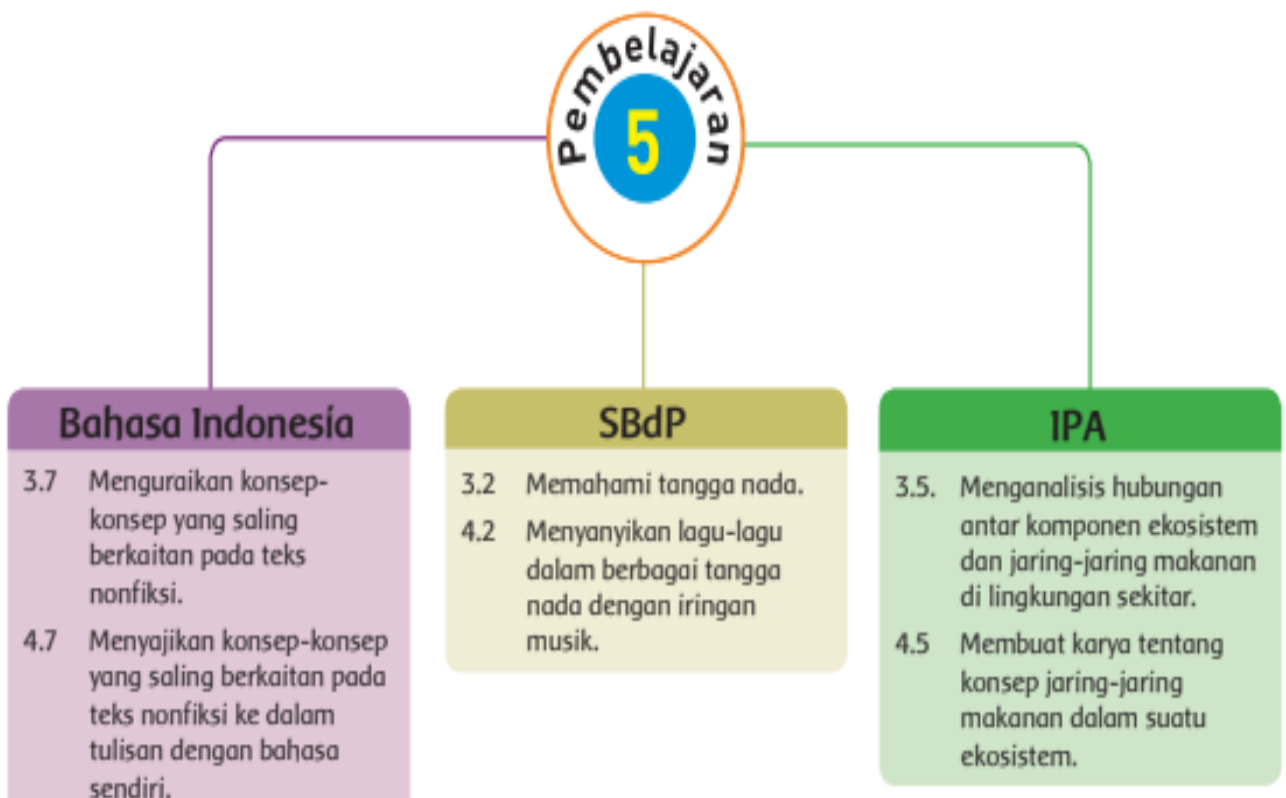 Pembelajaran
5
Bahasa Indonesia
3.7 Menguraikan konsep-
konsep yang saling
berkaitan pada teks
nonfiksi.
4.7 Menyajikan konsep-konsep
yang saling berkaitan pada
teks nonfiksi ke dalam
tulisan dengan bahasa
sendiri.
SBdP
3.2 Memahami tangga nada.
4.2 Menyanyikan lagu-lagu
dalam berbagai tangga
nada dengan iringan
musik.
IPA
3.5. Menganalisis hubungan
antar komponen ekosistem
dan jaring-jaring makanan
di lingkungan sekitar.
4.5 Membuat karya tentang
konsep jaring-jaring
makanan dalam suatu
ekosistem.